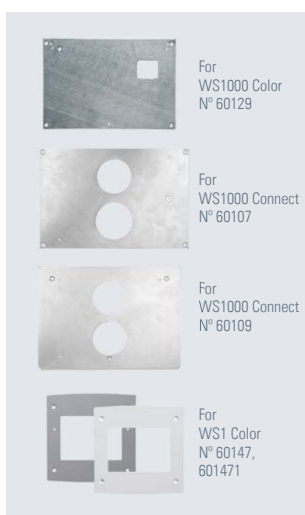 For
WS1000 Color
Nº 60129
For
WS1000 Connect
Nº 60107
For
WS1000 Connect
Nº 60109
For
WS1 Color
Nº 60147,
601471